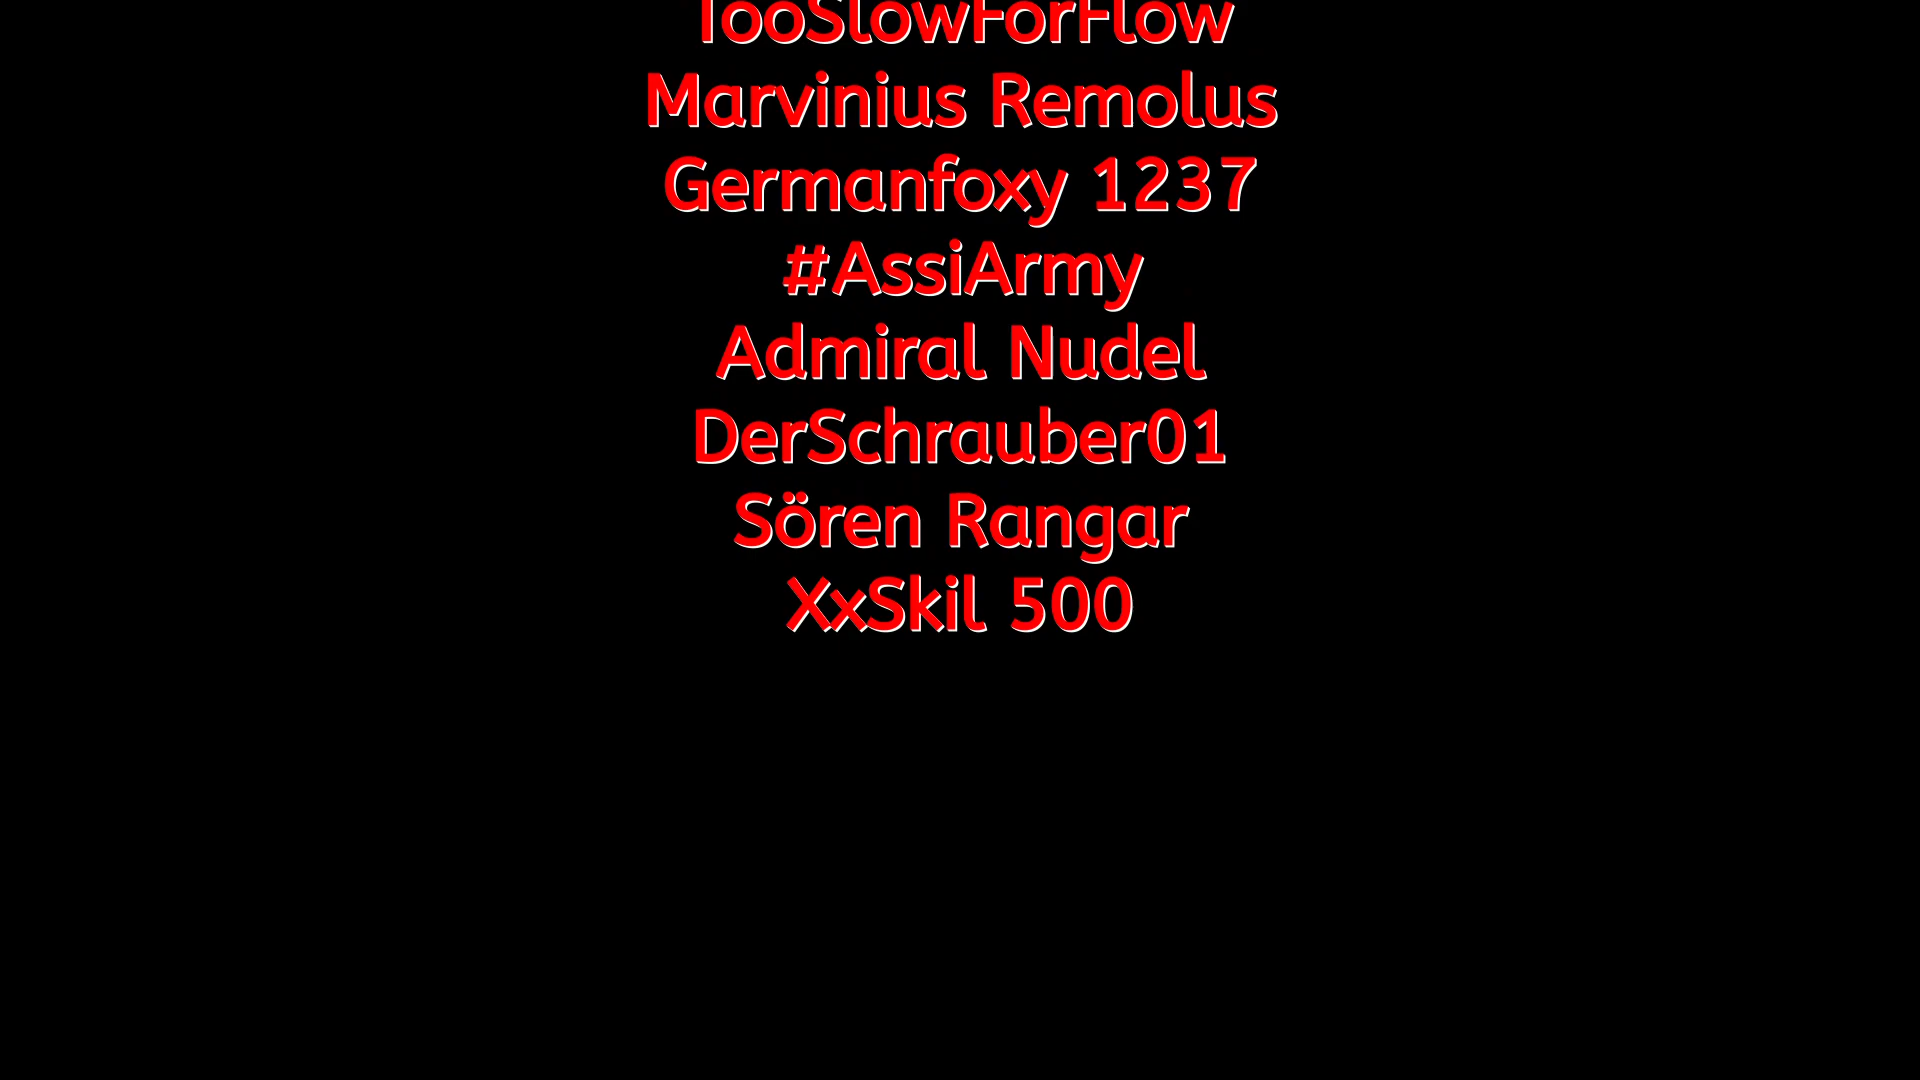 TooSlowForFlow
Marvinius Remolus
Germanfoxy 1237
#AssiArmy
Admiral Nudel
DerSchrauber01
Sören Rangar
XxSkil 500